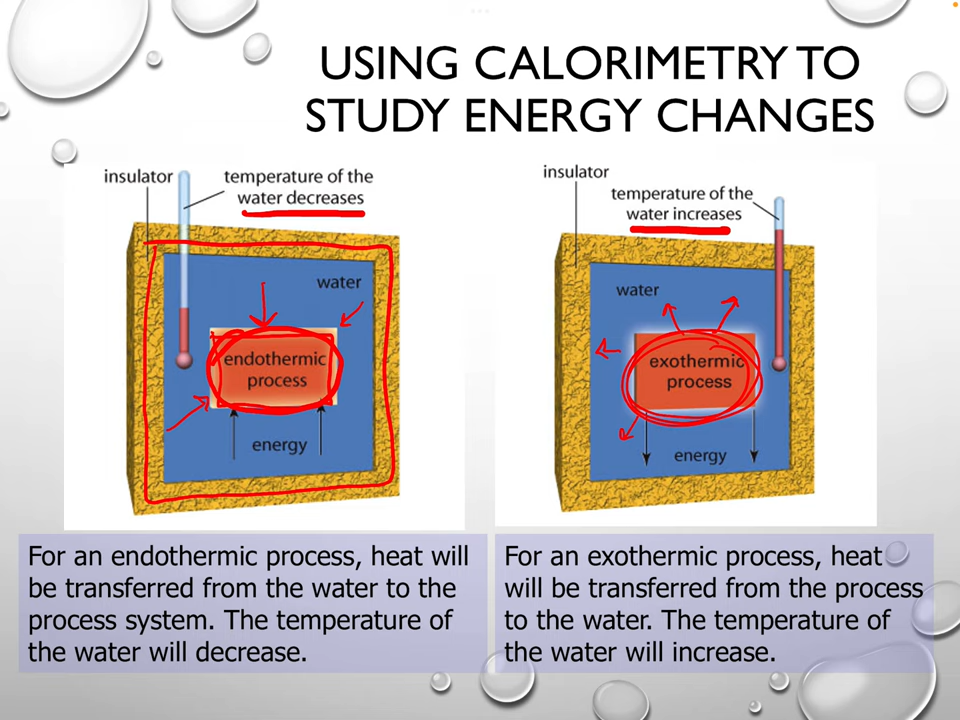 USING CALORIMETRY TO
STUDY ENERGY CHANGES
insulator
temperature of the
water decreases
water
endothermic
process
energy
insulator
temperature of the
water increases
water
exothermic
process
energy
For an endothermic process, heat will
be transferred from the water to the
process system. The temperature of
the water will decrease.
For an exothermic process, heat
will be transferred from the process
to the water. The temperature of
the water will increase.